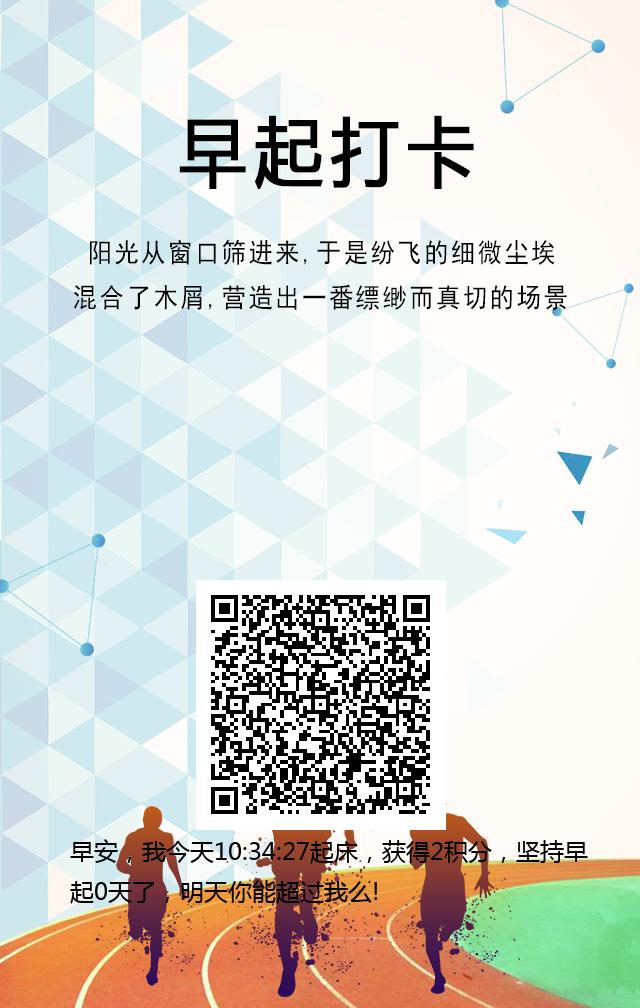 早起打卡
阳光从窗口筛进来,于是纷飞的细微尘埃
混合了木屑,营造出一番缥缈而真切的场景
早安，我今天10:34:27起床，获得2积分，坚持早
起0天了，明天你能超过我么!